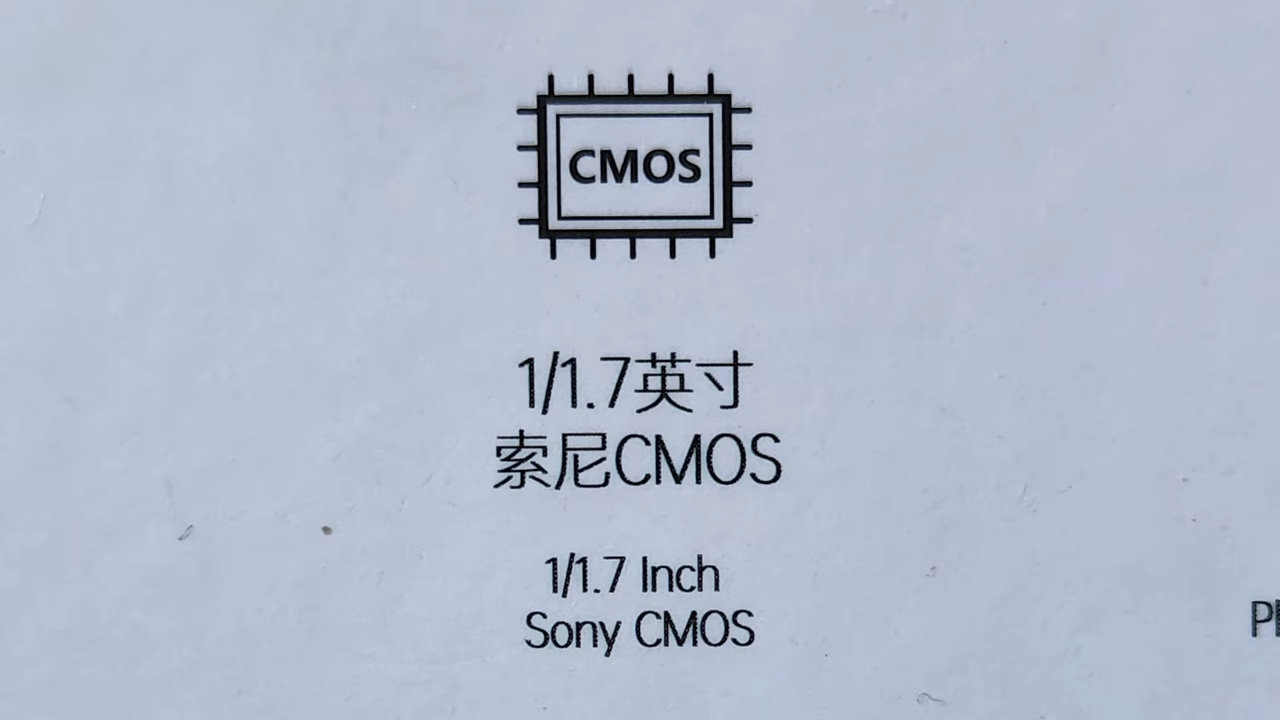 CMOS
1/1.7英寸
索尼CMOS
1/1.7 Inch
Sony CMOS